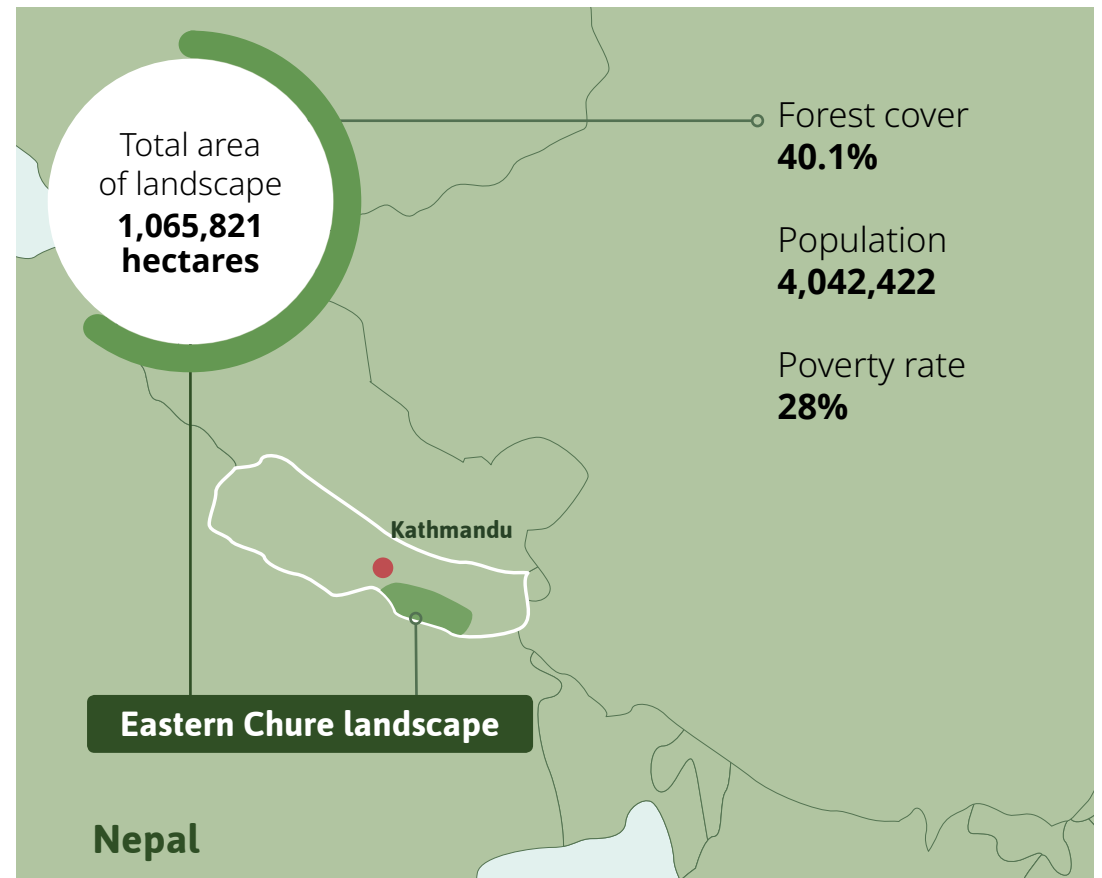 Total area
of landscape
1,065,821
hectares
Forest cover
40.1%
Population
4,042,422
Poverty rate
28%
Kathmandu
Eastern Chure landscape
Nepal